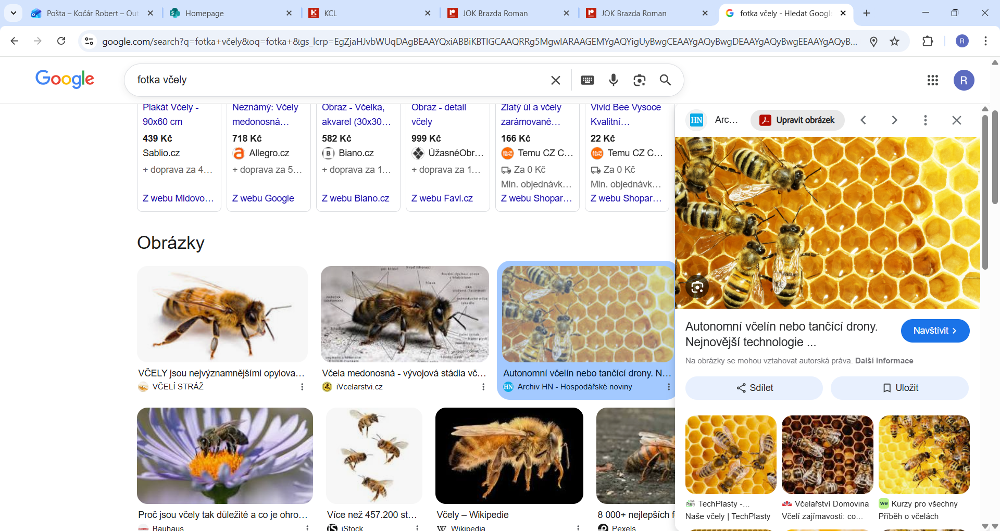 Pošta – Kočár Robert – Out
Homepage
KCL
JOK Brazda Roman
JOK Brazda Roman
fotka včely - Hledat Google
google.com/search?q=fotka+včely&oq=fotka+&gs_lcrp=EgZjaHJvbWUqDAgBEAAYQxiABBiKBTIGCAAQRRg5MgwIARAAGEMYgAQYigUyBwgCEAAYgAQyBwgDEAAYgAQyBwgEEAAYgAQyB...
R
Google
fotka včely
R
Plakát Včely -
90x60 cm
439 Kč
Sablio.cz
+ doprava za 4...
Z webu Midovo...
Neznámý: Včely
medonosná...
718 Kč
Allegro.cz
+ doprava za 5...
Z webu Google
Obraz - Včelka,
akvarel (30x30...
582 Kč
Biano.cz
+ doprava za 1...
Z webu Biano.cz
Obraz - detail
včely
999 Kč
ÚžasnéObr...
+ doprava za 1...
Z webu Favi.cz
Zlatý úl a včely
zarámované...
166 Kč
TEMU
Temu CZ C...
Za 0 Kč
Min. objednávk...
Z webu Shopar...
Vivid Bee Vysoce
Kvalitní...
22 Kč
TEMU
Temu CZ C...
Za 0 Kč
Min. objednávk...
Z webu Shopar...
Obrázky
VČELY jsou nejvýznamnějšími opylova...
VČELÍ STRÁŽ
hlava
Včela medonosná - vývojová stádia vč...
iVcelarstvi.cz
Autonomní včelín nebo tančící drony. N...
HN
Archiv HN - Hospodářské noviny
Proč jsou včely tak důležité a co je ohro...
Bauhaus
Více než 457.200 st...
iS
iStock
Včely – Wikipedie
W
Wikipedia
8 000+ nejlepších f
Pexels
HN
Arc...
Upravit obrázek
Autonomní včelín nebo tančící drony.
Nejnovější technologie ...
Navštívit
Na obrázky se mohou vztahovat autorská práva. Další informace
Sdílet
Uložit
TechPlasty -...
Naše včely | TechPlasty
Včelařství Domovina
Včelí zajímavosti: co...
we
Kurzy pro všechny
Příběh o včelách